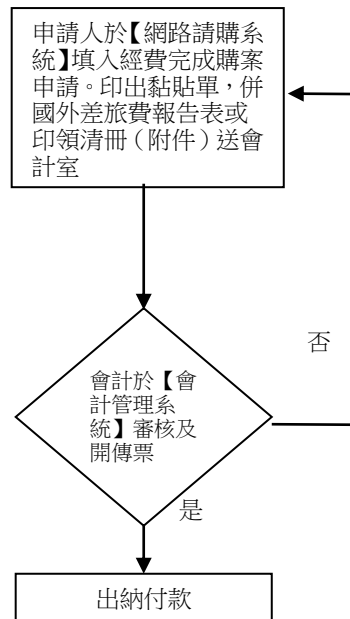 申請人於【網路請購系
統】填入經費完成購案
申請。印出黏貼單，併
國外差旅費報告表或
印領清冊（附件）送會
計室
否
會計於【會
計管理系
統】審核及
開傳票
是
出納付款